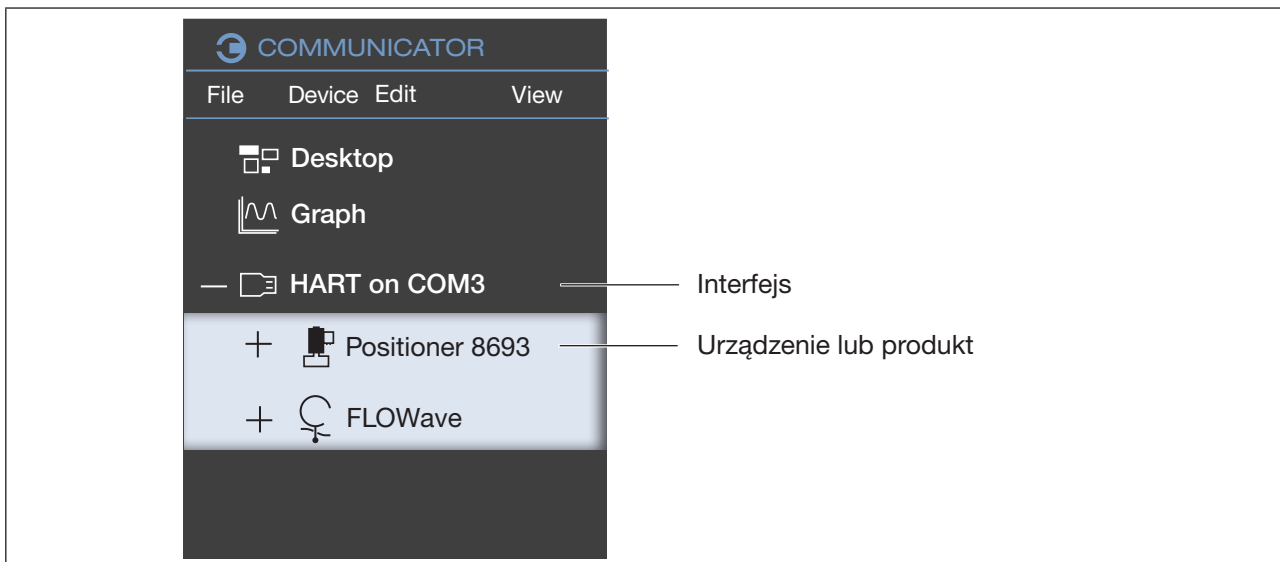 COMMUNICATOR
File Device Edit View
Desktop
Graph
HART on COM3 Interfejs
Positioner 8693 Urządzenie lub produkt
FLOWave